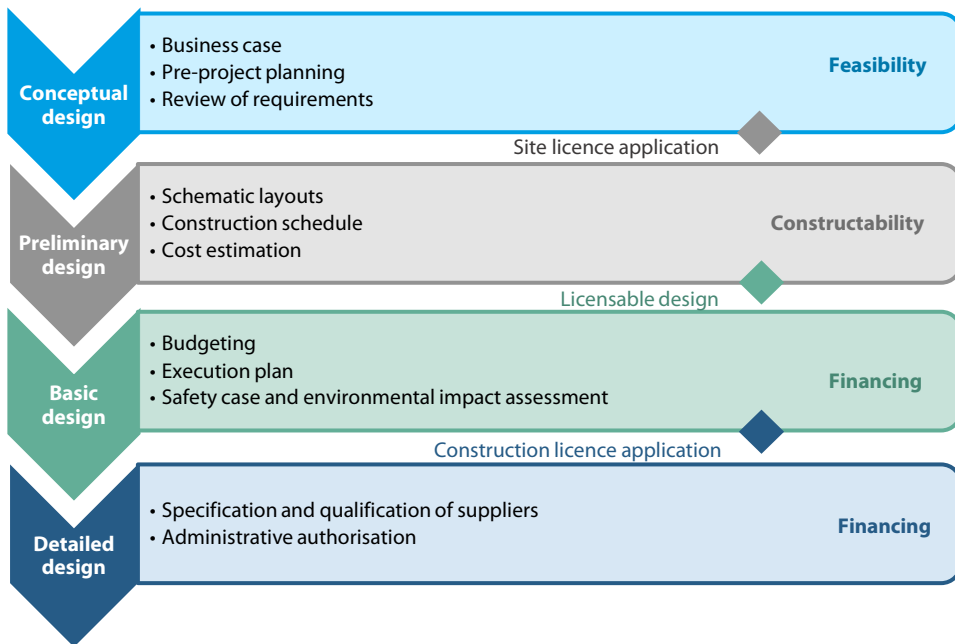 Conceptual
design
• Business case
• Pre-project planning
• Review of requirements
Feasibility
Site licence application
Preliminary
design
• Schematic layouts
• Construction schedule
• Cost estimation
Constructability
Licensable design
Basic
design
• Budgeting
• Execution plan
• Safety case and environmental impact assessment
Financing
Construction licence application
Detailed
design
• Specification and qualification of suppliers
• Administrative authorisation
Financing